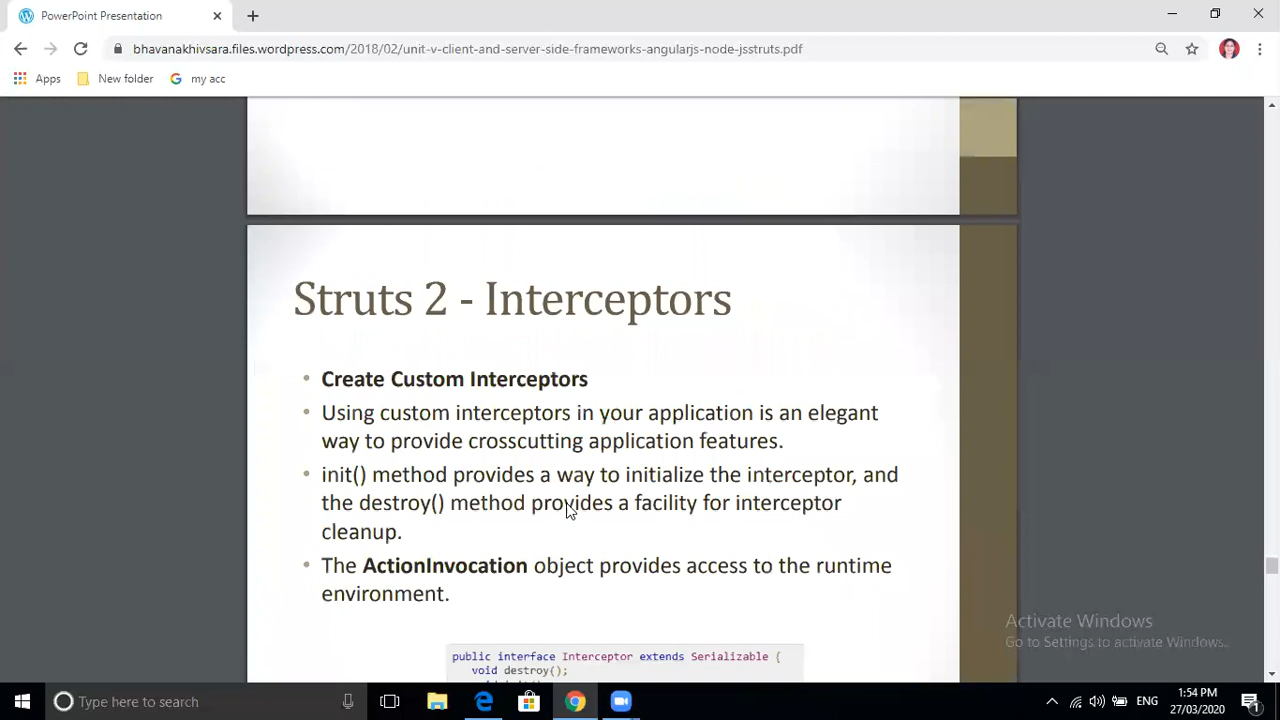 PowerPoint Presentation
bhavanakhivsara.files.wordpress.com/2018/02/unit-v-client-and-server-side-frameworks-angularjs-node-jsstruts.pdf
Apps New folder my acc
Struts 2 - Interceptors
• Create Custom Interceptors
• Using custom interceptors in your application is an elegant
way to provide crosscutting application features.
• init() method provides a way to initialize the interceptor, and
the destroy() method provides a facility for interceptor
cleanup.
• The ActionInvocation object provides access to the runtime
environment.
public interface Interceptor extends Serializable {
void destroy();
Activate Windows
Go to Settings to activate Windows.
Type here to search
ENG
1:54 PM
27/03/2020
1